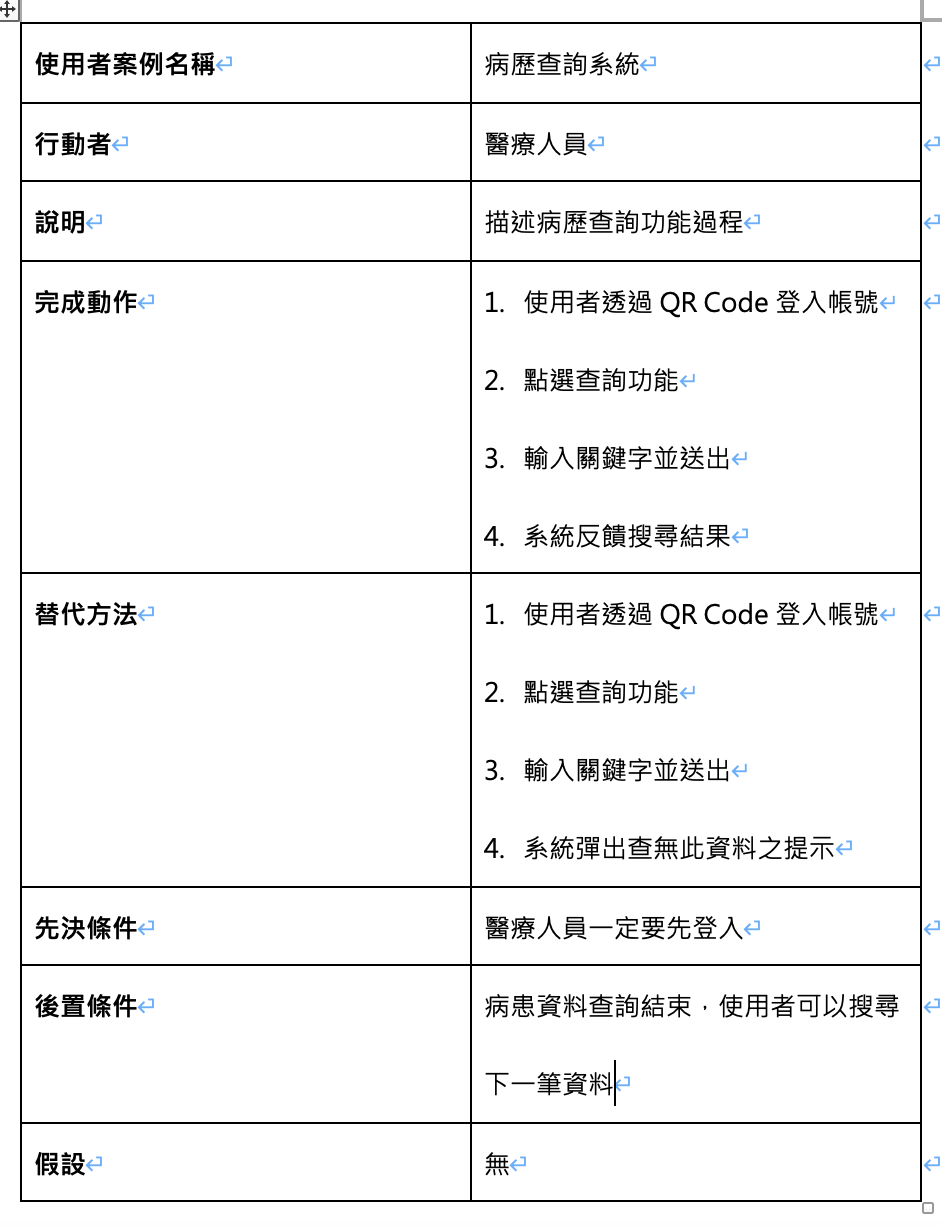 使用者案例名稱
病歷查詢系統
行動者
醫療人員
說明
描述病歷查詢功能過程
完成動作
1. 使用者透過 QR Code 登入帳號
2. 點選查詢功能
3. 輸入關鍵字並送出
4. 系統反饋搜尋結果
替代方法
1. 使用者透過 QR Code 登入帳號
2. 點選查詢功能
3. 輸入關鍵字並送出
4. 系統彈出查無此資料之提示
先決條件
醫療人員一定要先登入
後置條件
病患資料查詢結束，使用者可以搜尋
下一筆資料
假設
無